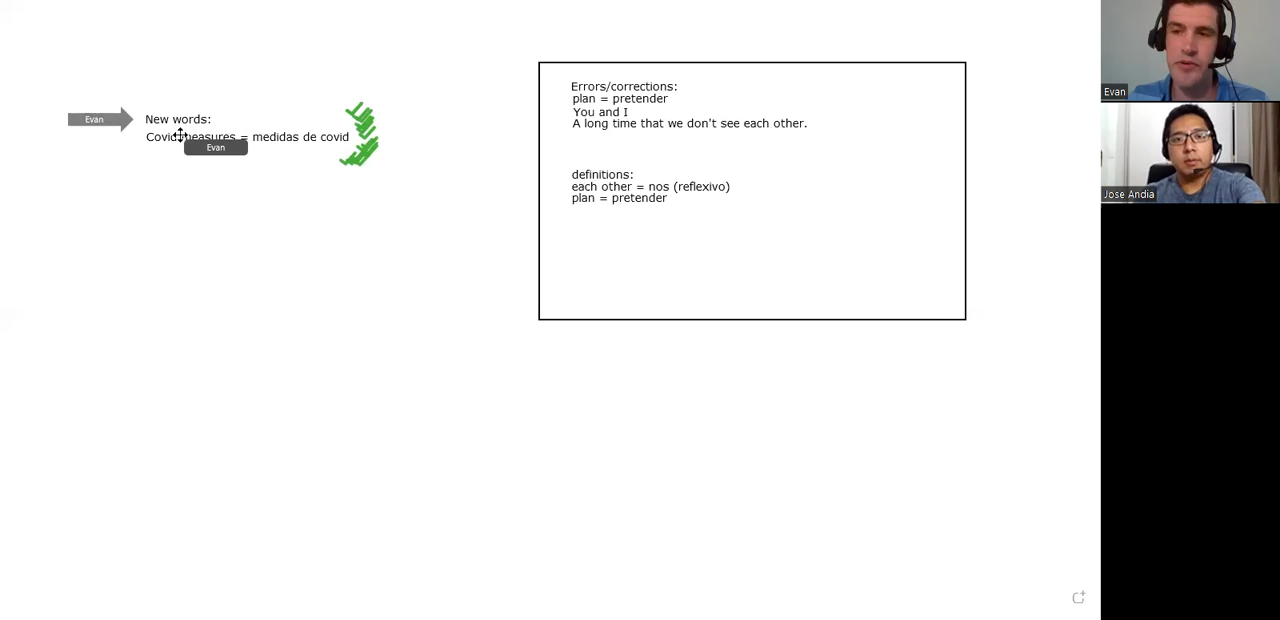 Evan
New words:
Covid measures = medidas de covid
Evan
Errors/corrections:
plan = pretender
You and I
A long time that we don't see each other.
definitions:
each other = nos (reflexivo)
plan = pretender
Evan
Jose Andia